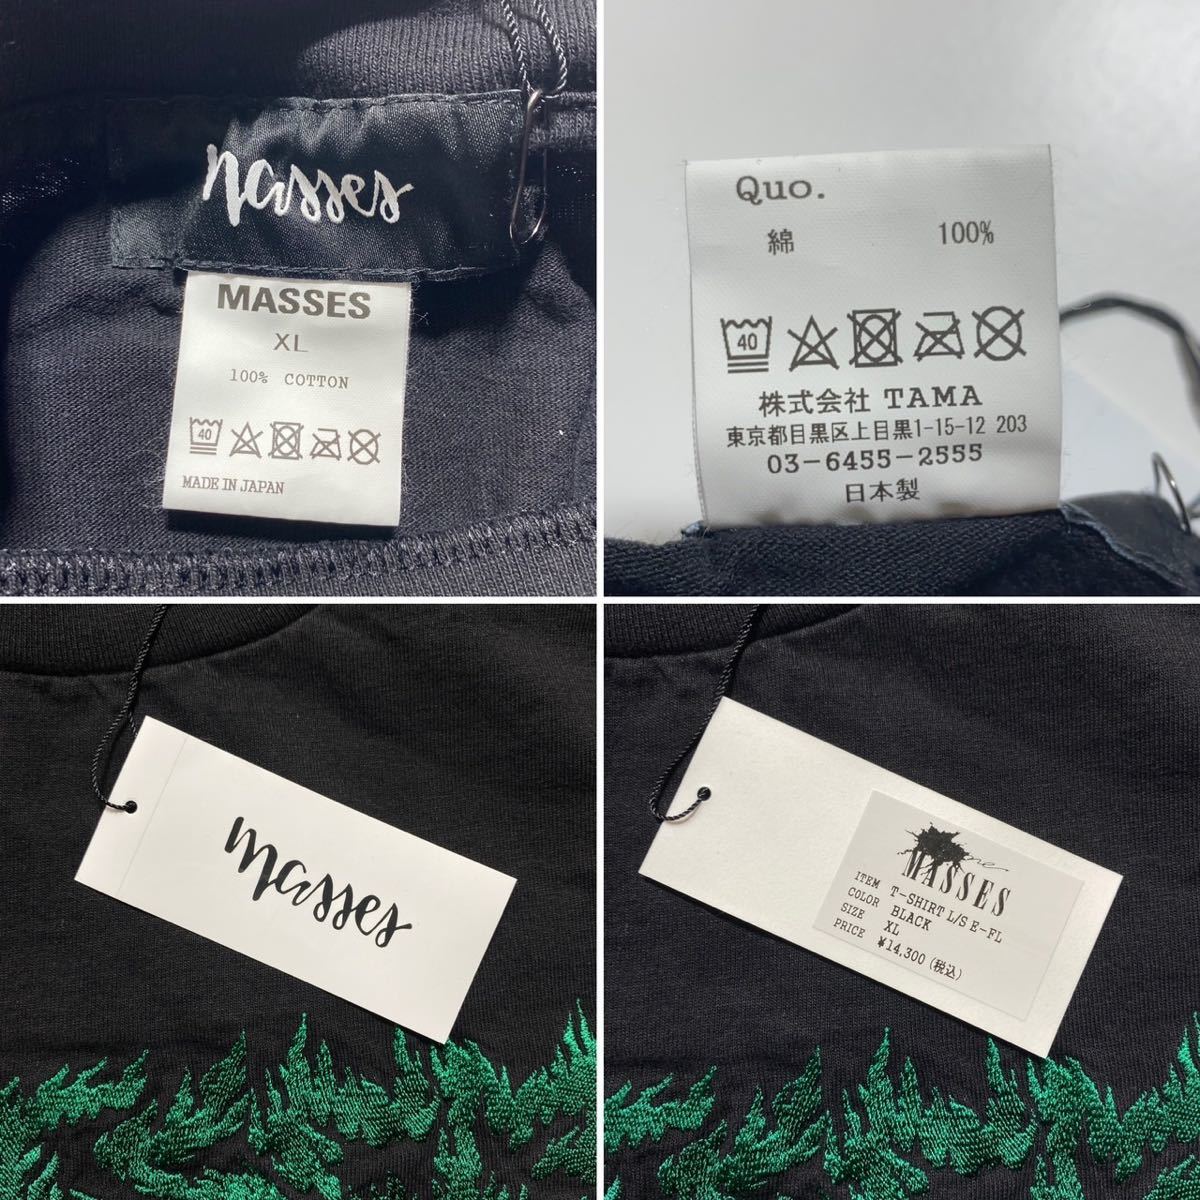 masses
MASSES
XL
100% COTTON
40
MADE IN JAPAN
Quo.
綿 100%
40
株式会社 TAMA
東京都目黒区上目黒1-15-12 203
03-6455-2555
日本製
masses
MASSES
ITEM T-SHIRT L/S E-FL
COLOR BLACK
SIZE XL
PRICE ¥14,300 (税込)